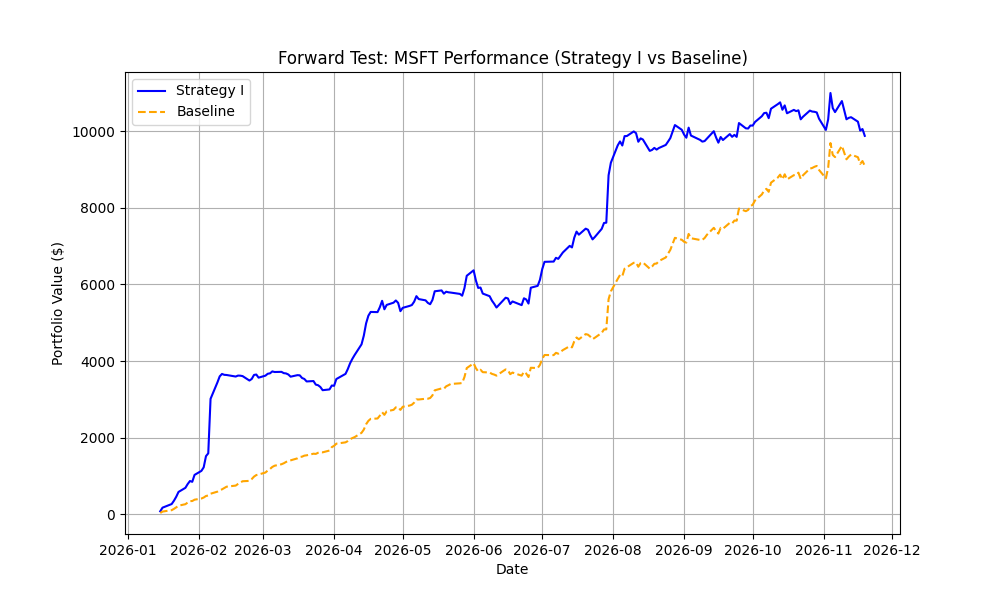 Forward Test: MSFT Performance (Strategy I vs Baseline)
Strategy I
Baseline
Portfolio Value ($)
10000
8000
6000
4000
2000
0
2026-01 2026-02 2026-03 2026-04 2026-05 2026-06 2026-07 2026-08 2026-09 2026-10 2026-11 2026-12
Date